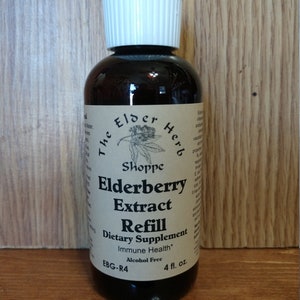 The Elder Herb
Shoppe
Elderberry
Extract
Refill
Dietary Supplement
Immune Health*
Alcohol Free
EBG-R4 4 fl. oz.